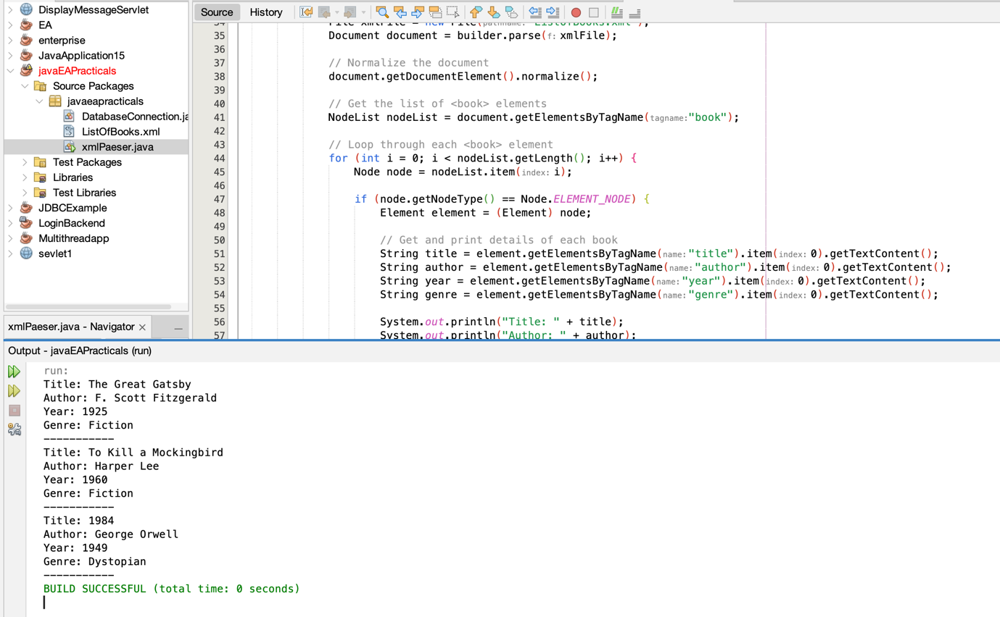 DisplayMessageServlet
EA
enterprise
JavaApplication15
javaEAPracticals
Source Packages
javaeapracticals
DatabaseConnection.ja
ListOfBooks.xml
xmlPaeser.java
Test Packages
Libraries
Test Libraries
JDBCExample
LoginBackend
Multithreadapp
sevlet1
xmlPaeser.java - Navigator
Source History
34 File xmlFile = new File(pathname: "ListOfBooks.xml");
35 Document document = builder.parse(f: xmlFile);
36
37 // Normalize the document
38 document.getDocumentElement().normalize();
39
40 // Get the list of <book> elements
41 NodeList nodeList = document.getElementsByTagName(tagname:"book");
42
43 // Loop through each <book> element
44 for (int i = 0; i < nodeList.getLength(); i++) {
45 Node node = nodeList.item(index: i);
46
47 if (node.getNodeType() == Node.ELEMENT_NODE) {
48 Element element = (Element) node;
49
50 // Get and print details of each book
51 String title = element.getElementsByTagName(name:"title").item(index: 0).getTextContent();
52 String author = element.getElementsByTagName(name:"author").item(index: 0).getTextContent();
53 String year = element.getElementsByTagName(name:"year").item(index: 0).getTextContent();
54 String genre = element.getElementsByTagName(name:"genre").item(index: 0).getTextContent();
55
56 System.out.println("Title: " + title);
57 System.out.println("Author: " + author);
Output - javaEAPracticals (run)
run:
Title: The Great Gatsby
Author: F. Scott Fitzgerald
Year: 1925
Genre: Fiction
-----------
Title: To Kill a Mockingbird
Author: Harper Lee
Year: 1960
Genre: Fiction
-----------
Title: 1984
Author: George Orwell
Year: 1949
Genre: Dystopian
-----------
BUILD SUCCESSFUL (total time: 0 seconds)